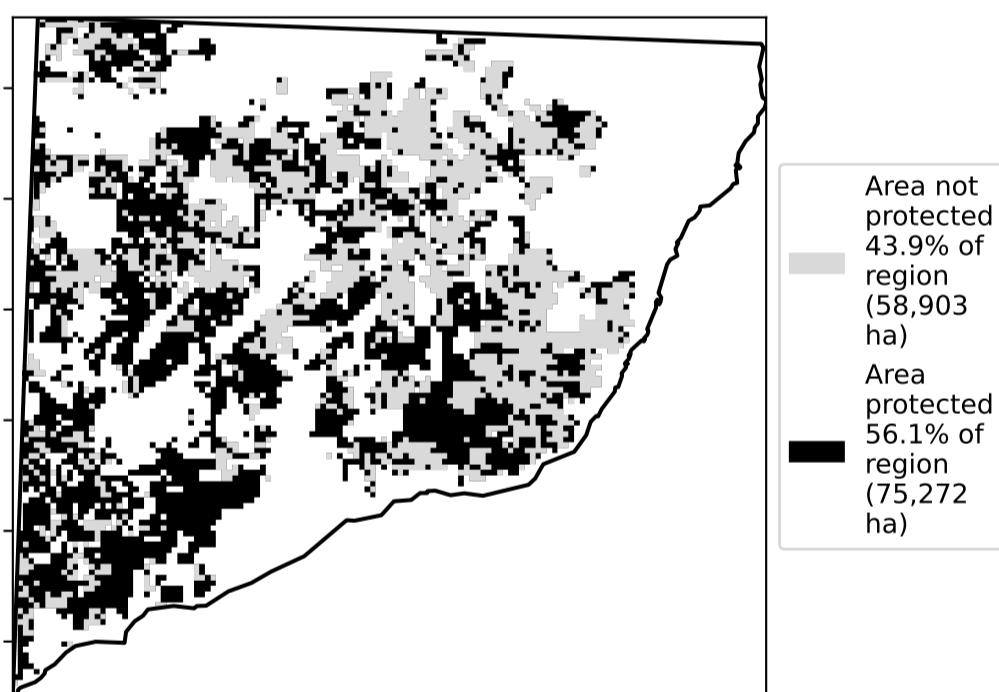 Area not
protected
43.9% of
region
(58,903
ha)
Area
protected
56.1% of
region
(75,272
ha)